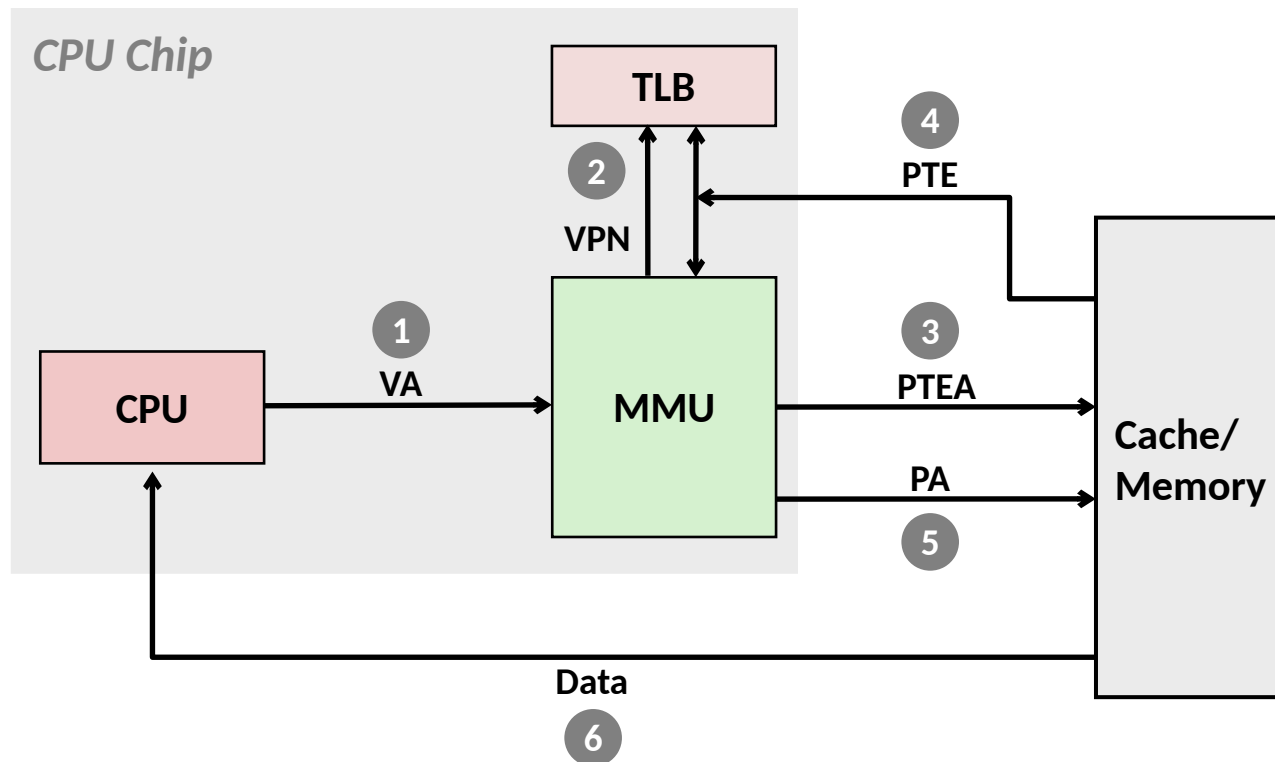 CPU Chip
TLB
4
PTE
2
VPN
1
VA
3
PTEA
CPU
MMU
Cache/
Memory
PA
5
Data
6